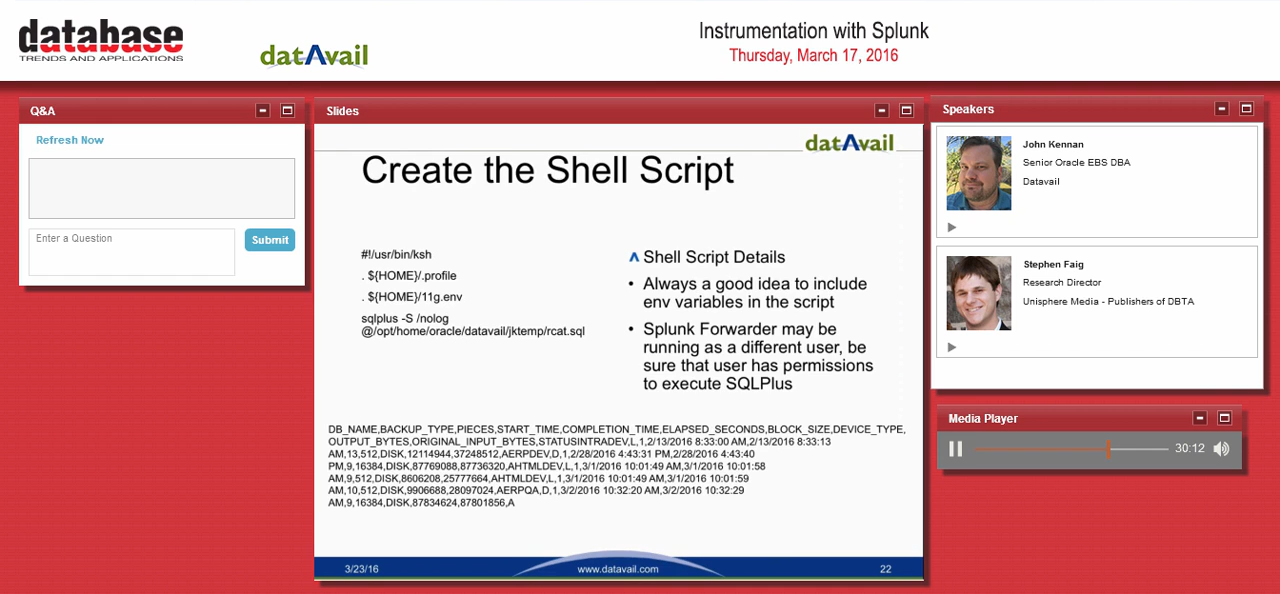 database
TRENDS AND APPLICATIONS
datAvail
Instrumentation with Splunk
Thursday, March 17, 2016
Q&A
Refresh Now
Enter a Question
Submit
Slides
datAvail
Create the Shell Script
#!/usr/bin/ksh
. ${HOME}/.profile
. ${HOME}/11g.env
sqlplus -S /nolog
@/opt/home/oracle/datavail/jktemp/rcat.sql
Shell Script Details
• Always a good idea to include
env variables in the script
• Splunk Forwarder may be
running as a different user, be
sure that user has permissions
to execute SQLPlus
DB_NAME,BACKUP_TYPE,PIECES,START_TIME,COMPLETION_TIME,ELAPSED_SECONDS,BLOCK_SIZE,DEVICE_TYPE,
OUTPUT_BYTES,ORIGINAL_INPUT_BYTES,STATUSINTRADEV,L,1,2/13/2016 8:33:00 AM,2/13/2016 8:33:13
AM,13,512,DISK,12114944,37248512,AERPDEV,D,1,2/28/2016 4:43:31 PM,2/28/2016 4:43:40
PM,9,16384,DISK,87769088,87736320,AHTMLDEV,L,1,3/1/2016 10:01:49 AM,3/1/2016 10:01:58
AM,9,512,DISK,8606208,25777664,AHTMLDEV,L,1,3/1/2016 10:01:49 AM,3/1/2016 10:01:59
AM,10,512,DISK,9906688,28097024,AERPQA,D,1,3/2/2016 10:32:20 AM,3/2/2016 10:32:29
AM,9,16384,DISK,87834624,87801856,A
3/23/16
www.datavail.com
22
Speakers
John Kennan
Senior Oracle EBS DBA
Datavail
Stephen Faig
Research Director
Unisphere Media - Publishers of DBTA
Media Player
30:12